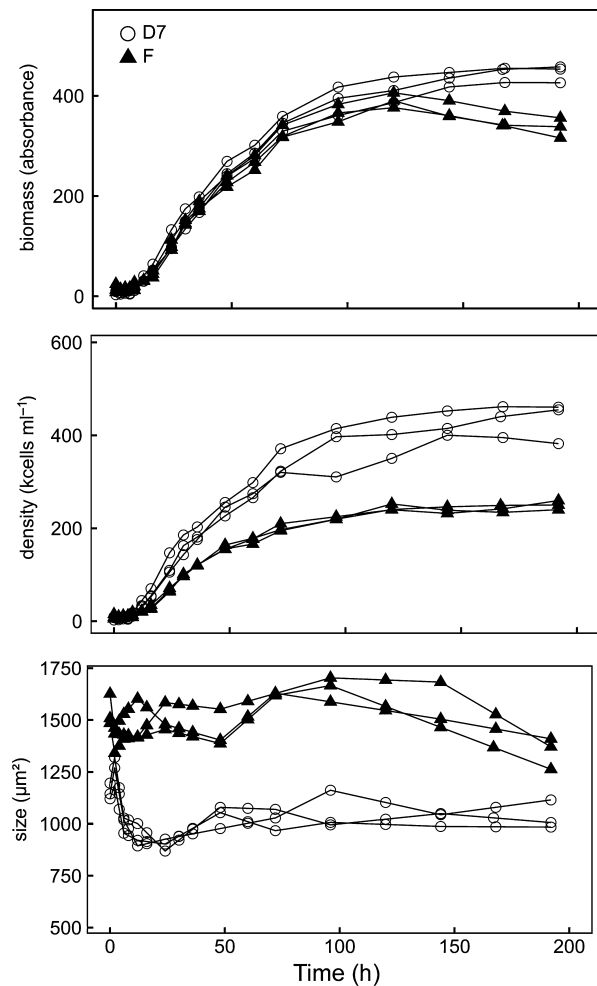 D7
F
biomass (absorbance)
400
200
0
density (kcells ml⁻¹)
600
400
200
0
size (µm²)
1750
1500
1250
1000
750
500
0 50 100 150 200
Time (h)